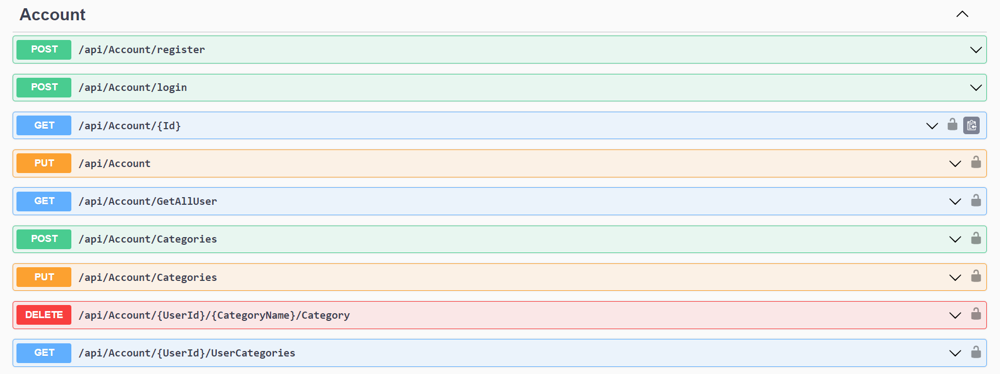 Account
POST /api/Account/register
POST /api/Account/login
GET /api/Account/{Id}
PUT /api/Account
GET /api/Account/GetAllUser
POST /api/Account/Categories
PUT /api/Account/Categories
DELETE /api/Account/{UserId}/{CategoryName}/Category
GET /api/Account/{UserId}/UserCategories